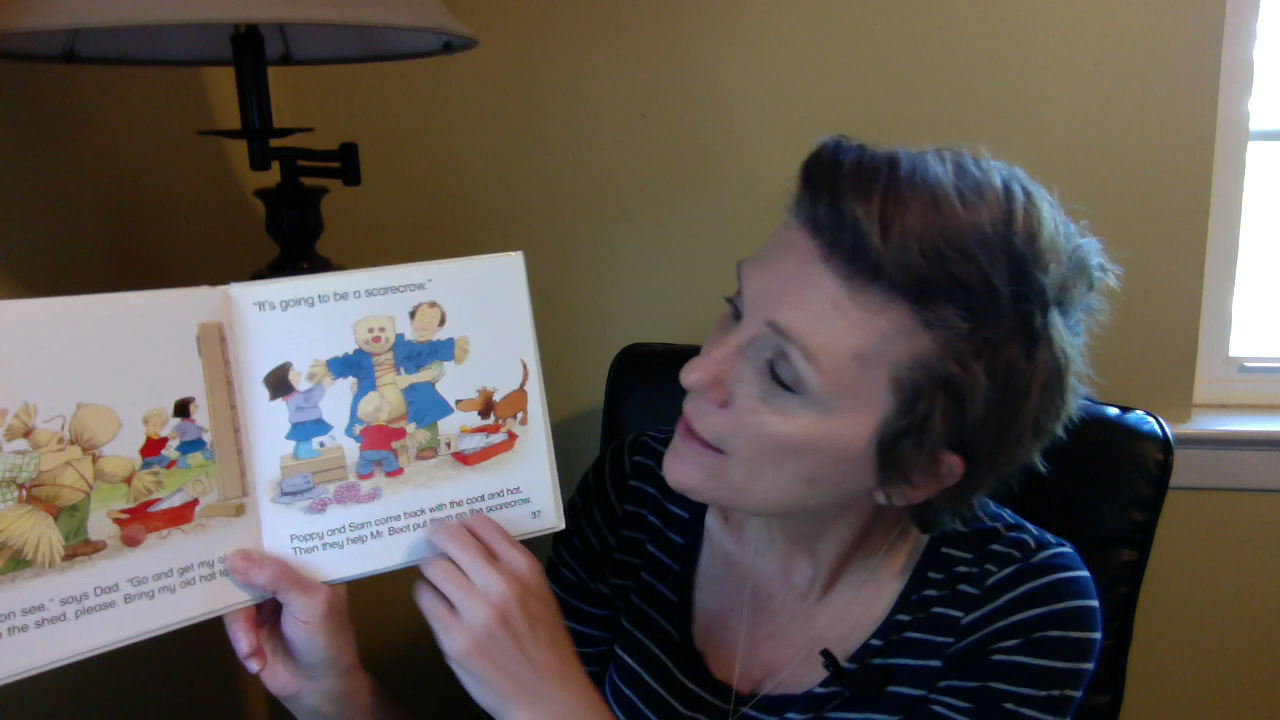 on see," says Dad. "Go and get my
the shed, please. Bring my old hat
"It's going to be a scarecrow."
Poppy and Sam come back with the coat and hat.
Then they help Mr. Boot put them on the scarecrow.
37